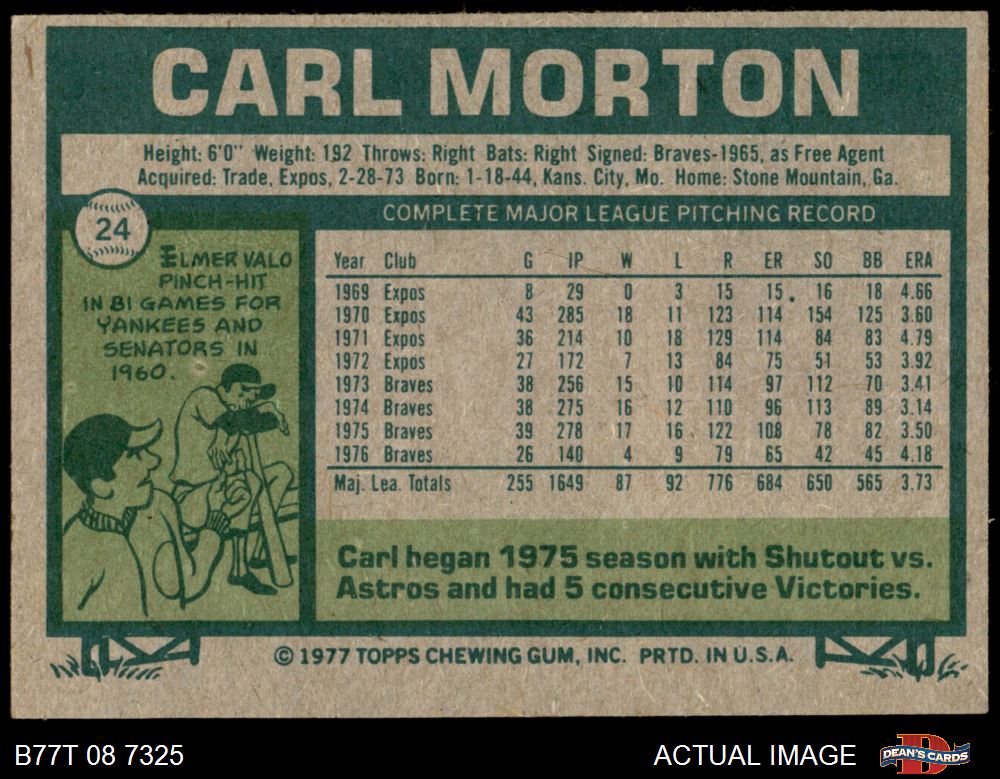 CARL MORTON
Height: 6'0" Weight: 192 Throws: Right Bats: Right Signed: Braves-1965, as Free Agent
Acquired: Trade, Expos, 2-28-73 Born: 1-18-44, Kans. City, Mo. Home: Stone Mountain, Ga.
24
ELMER VALO
PINCH-HIT
IN 81 GAMES FOR
YANKEES AND
SENATORS IN
1960.
COMPLETE MAJOR LEAGUE PITCHING RECORD
Year Club G IP W L R ER SO BB ERA
1969 Expos 8 29 0 3 15 15 16 18 4.66
1970 Expos 43 285 18 11 123 114 154 125 3.60
1971 Expos 36 214 10 18 129 114 84 83 4.79
1972 Expos 27 172 7 13 84 75 51 53 3.92
1973 Braves 38 256 15 10 114 97 112 70 3.41
1974 Braves 38 275 16 12 110 96 113 89 3.14
1975 Braves 39 278 17 16 122 108 78 82 3.50
1976 Braves 26 140 4 9 79 65 42 45 4.18
Maj. Lea. Totals 255 1649 87 92 776 684 650 565 3.73
Carl began 1975 season with Shutout vs.
Astros and had 5 consecutive Victories.
© 1977 TOPPS CHEWING GUM, INC. PRTD. IN U.S.A.
B77T 08 7325
ACTUAL IMAGE
D
DEAN'S CARDS